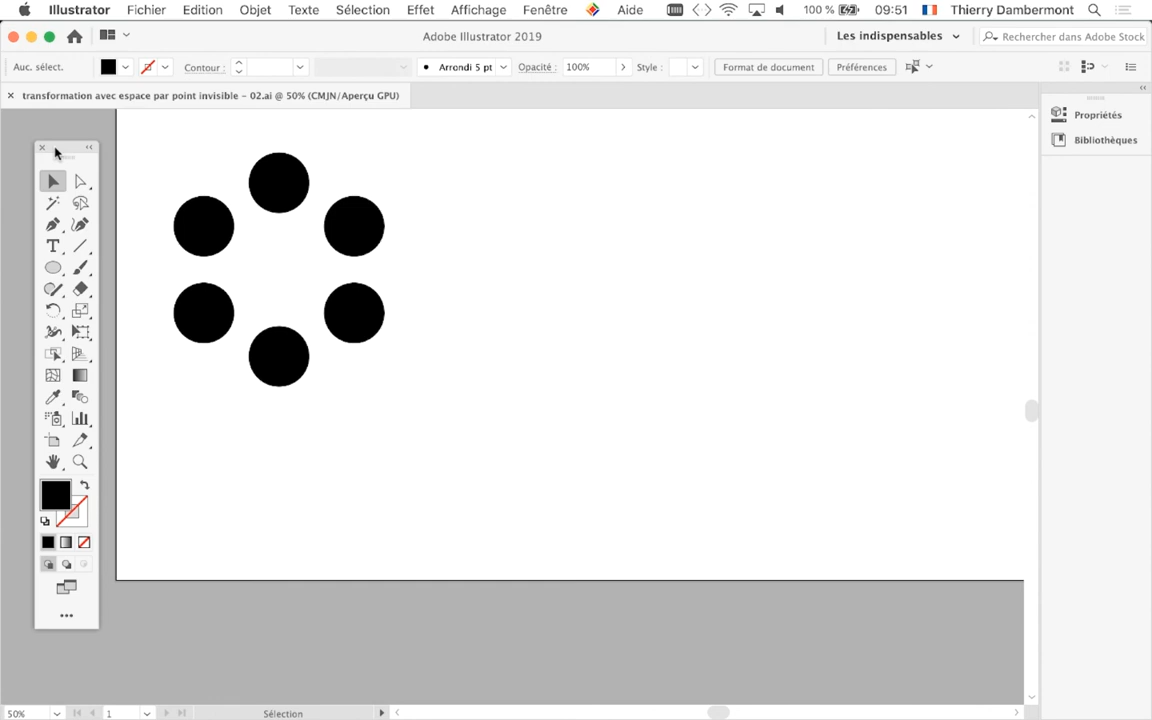 Illustrator Fichier Edition Objet Texte Sélection Effet Affichage Fenêtre Aide 100 % 09:51 Thierry Dambermont
Adobe Illustrator 2019 Les indispensables Rechercher dans Adobe Stock
Auc. sélect. Contour : Arrondi 5 pt Opacité : 100% Style : Format de document Préférences
× transformation avec espace par point invisible – 02.ai @ 50% (CMJN/Aperçu GPU)
Propriétés
Bibliothèques
50% 1 Sélection